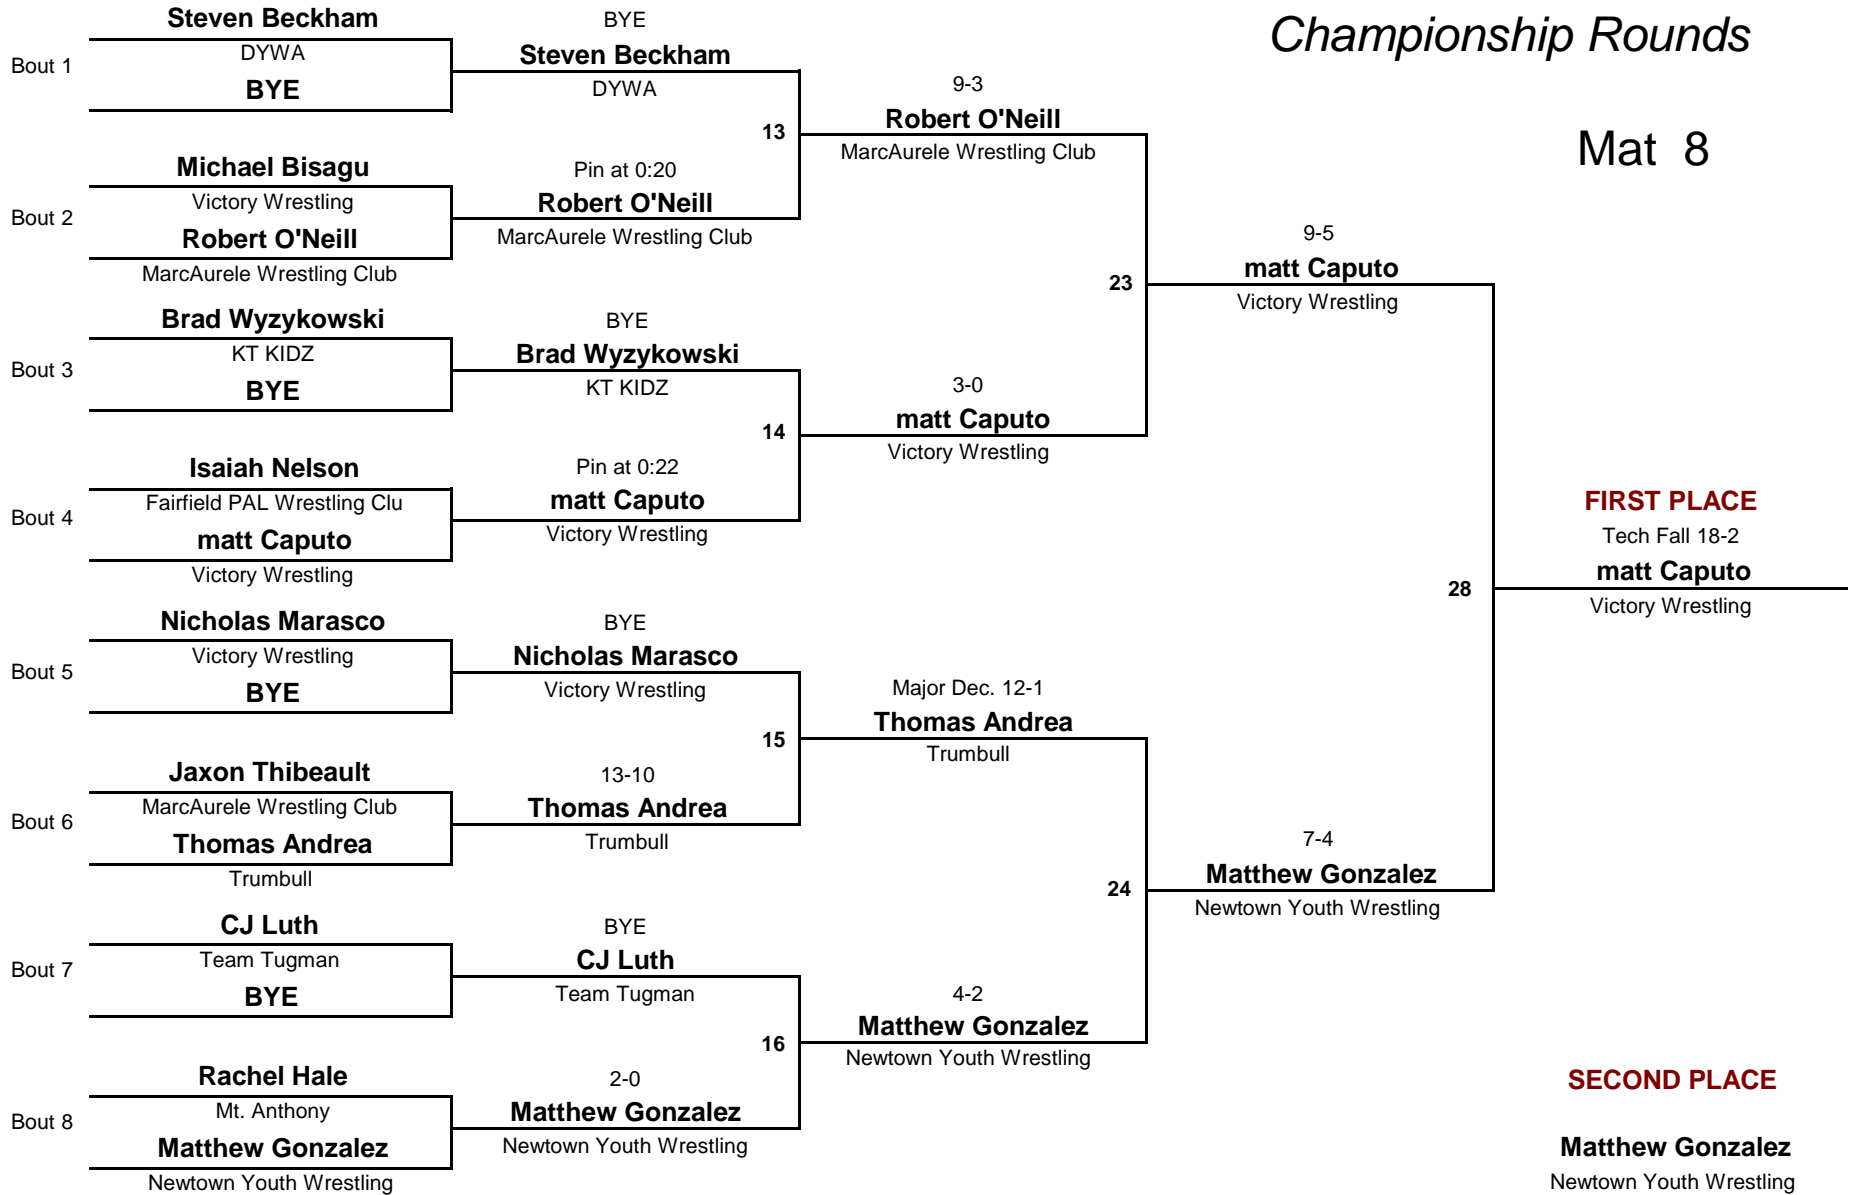 Championship Rounds
Mat 8
Bout 1
Steven Beckham
DYWA
BYE
Bout 2
Michael Bisagu
Victory Wrestling
Robert O'Neill
MarcAurele Wrestling Club
Bout 3
Brad Wyzykowski
KT KIDZ
BYE
Bout 4
Isaiah Nelson
Fairfield PAL Wrestling Clu
matt Caputo
Victory Wrestling
Bout 5
Nicholas Marasco
Victory Wrestling
BYE
Bout 6
Jaxon Thibeault
MarcAurele Wrestling Club
Thomas Andrea
Trumbull
Bout 7
CJ Luth
Team Tugman
BYE
Bout 8
Rachel Hale
Mt. Anthony
Matthew Gonzalez
Newtown Youth Wrestling
BYE
Steven Beckham
DYWA
13
Pin at 0:20
Robert O'Neill
MarcAurele Wrestling Club
BYE
Brad Wyzykowski
KT KIDZ
14
Pin at 0:22
matt Caputo
Victory Wrestling
BYE
Nicholas Marasco
Victory Wrestling
15
13-10
Thomas Andrea
Trumbull
BYE
CJ Luth
Team Tugman
16
2-0
Matthew Gonzalez
Newtown Youth Wrestling
9-3
Robert O'Neill
MarcAurele Wrestling Club
23
3-0
matt Caputo
Victory Wrestling
Major Dec. 12-1
Thomas Andrea
Trumbull
24
4-2
Matthew Gonzalez
Newtown Youth Wrestling
9-5
matt Caputo
Victory Wrestling
28
7-4
Matthew Gonzalez
Newtown Youth Wrestling
FIRST PLACE
Tech Fall 18-2
matt Caputo
Victory Wrestling
SECOND PLACE
Matthew Gonzalez
Newtown Youth Wrestling